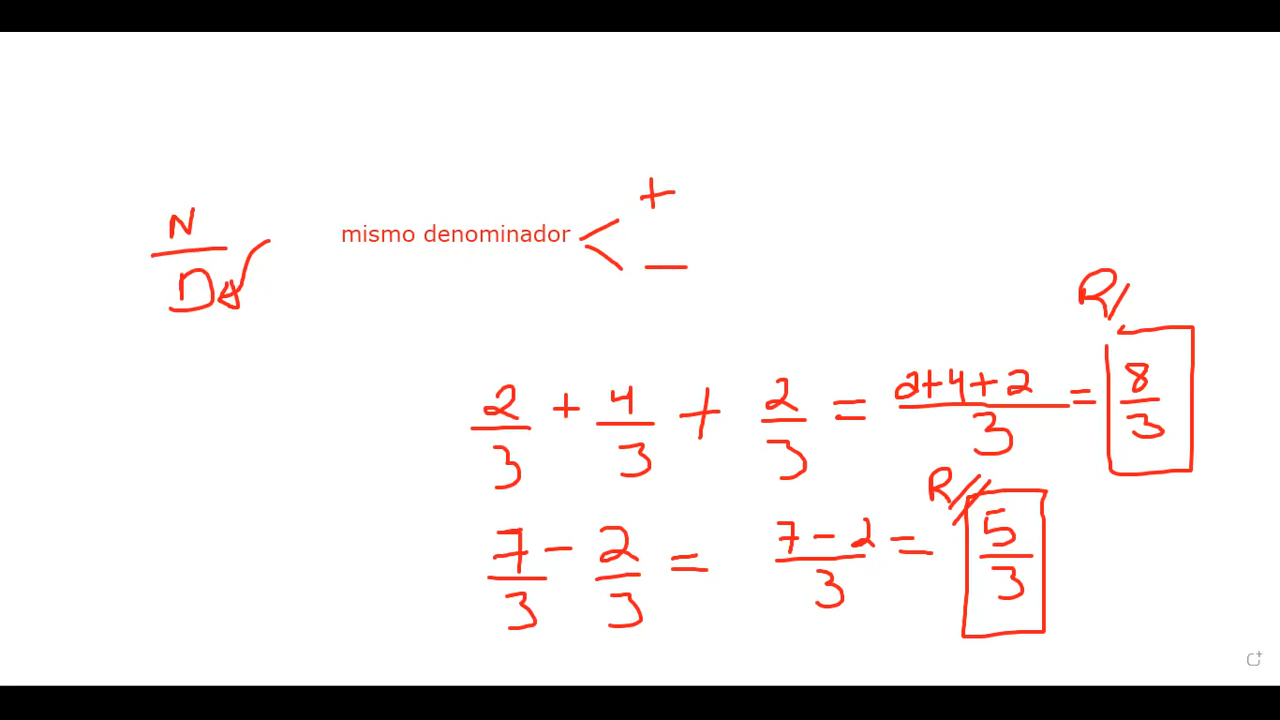 N
D
mismo denominador
+
−
R/
2/3 + 4/3 + 2/3 = (2+4+2)/3 = 8/3
R//
7/3 − 2/3 = (7−2)/3 = 5/3